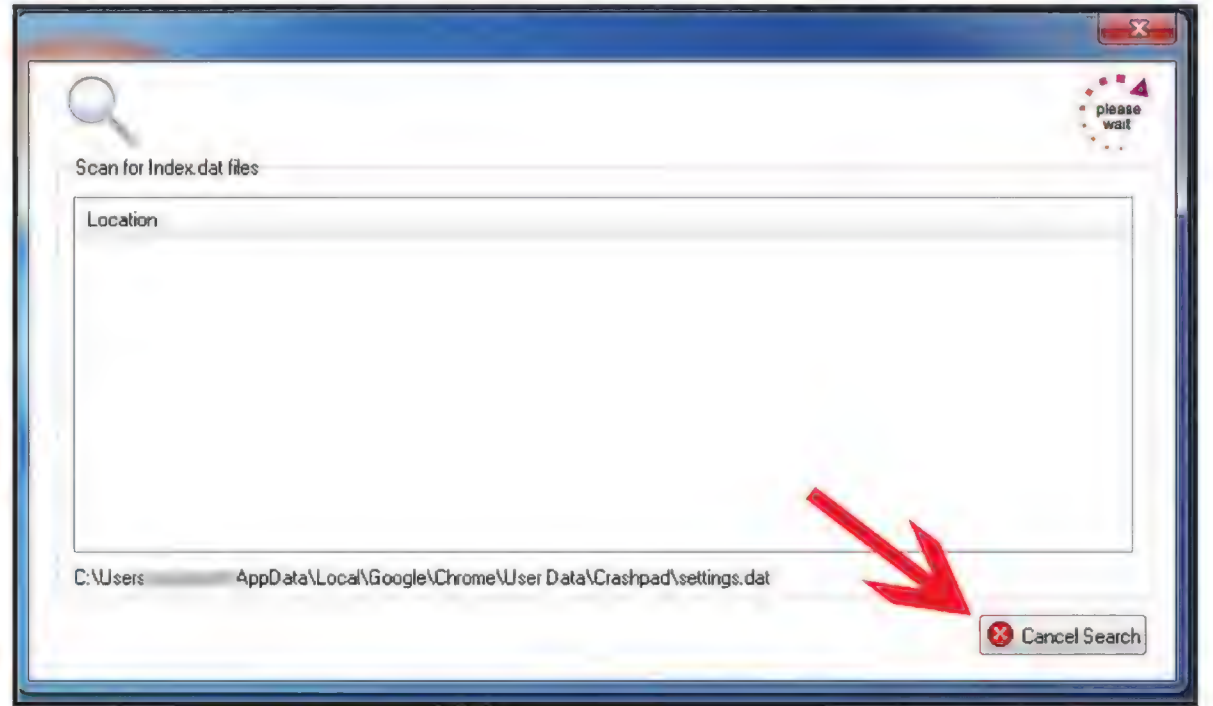 please
wait
Scan for Index.dat files
Location
C:\Users AppData\Local\Google\Chrome\User Data\Crashpad\settings.dat
Cancel Search